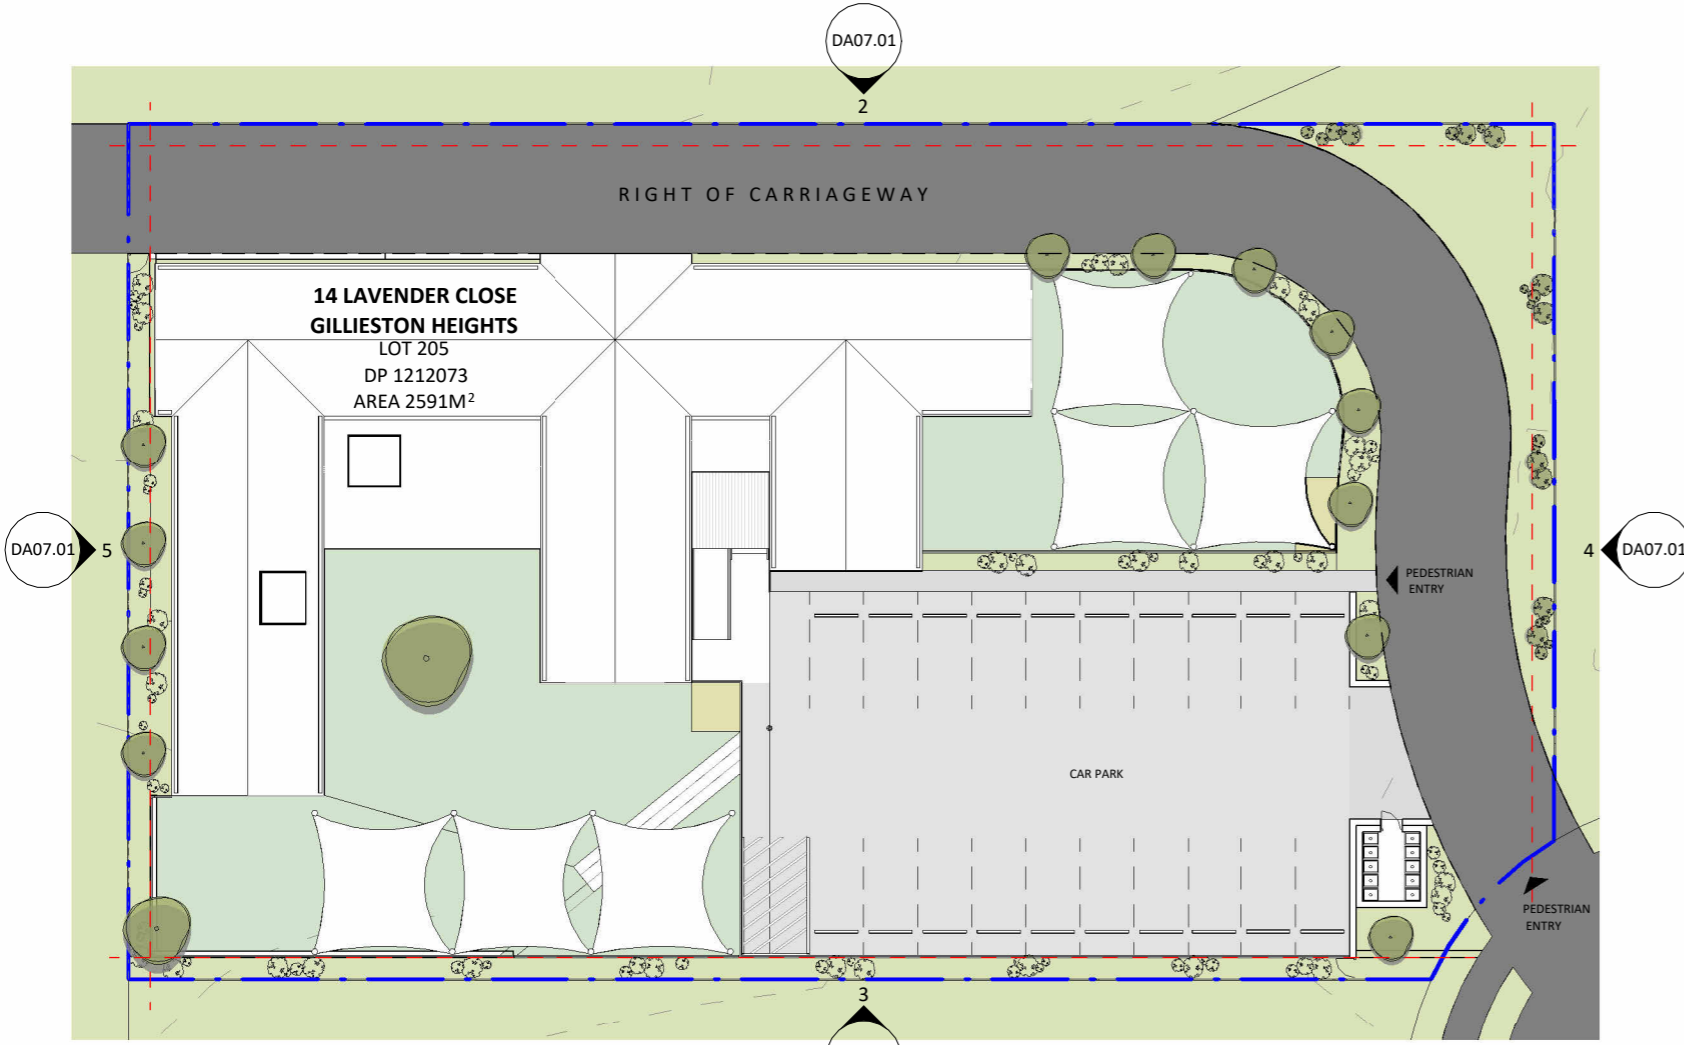 DA07.01
2
RIGHT OF CARRIAGEWAY
14 LAVENDER CLOSE
GILLIESTON HEIGHTS
LOT 205
DP 1212073
AREA 2591M²
DA07.01
5
4
DA07.01
PEDESTRIAN
ENTRY
CAR PARK
PEDESTRIAN
ENTRY
3